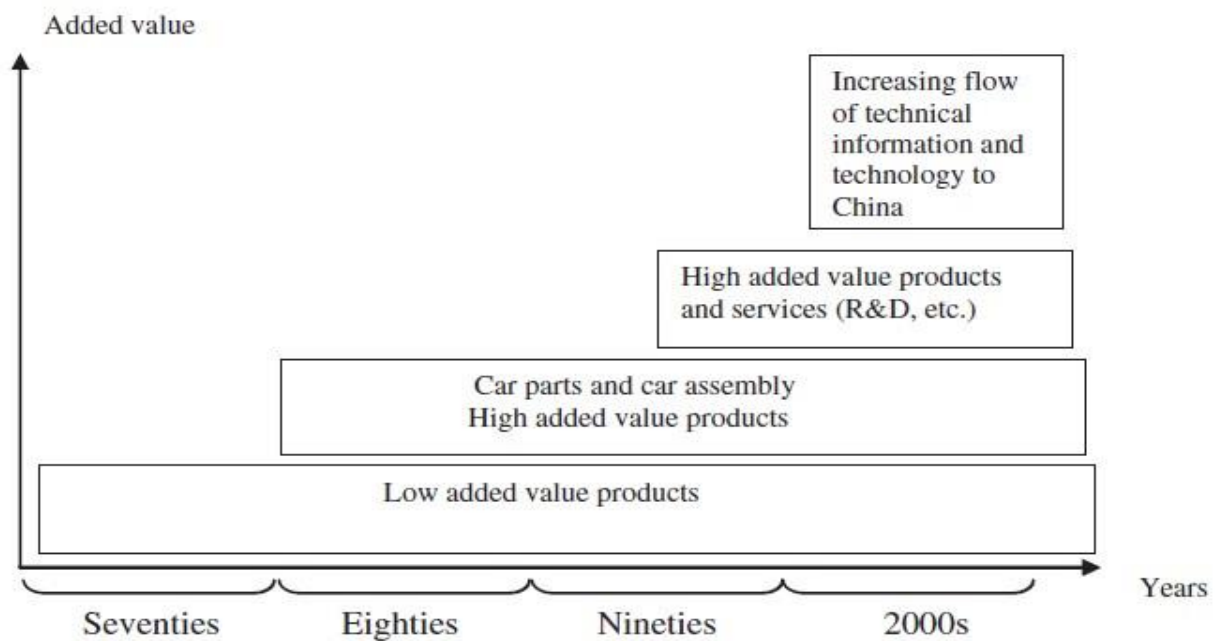 Added value
Increasing flow
of technical
information and
technology to
China
High added value products
and services (R&D, etc.)
Car parts and car assembly
High added value products
Low added value products
Years
Seventies
Eighties
Nineties
2000s